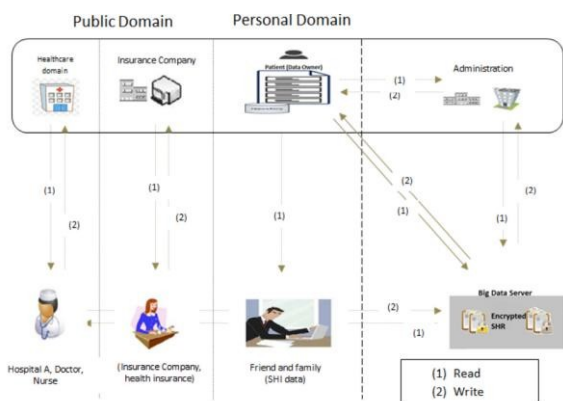 Public Domain
Personal Domain
Healthcare
domain
Insurance Company
Patient (Data Owner)
Administration
(1)
(2)
(1)
(2)
(1)
(2)
(1)
(2)
(1)
(1)
(2)
(2)
(1)
Big Data Server
Encrypted
SHR
Hospital A, Doctor,
Nurse
(Insurance Company,
health insurance)
Friend and family
(SHI data)
(1) Read
(2) Write